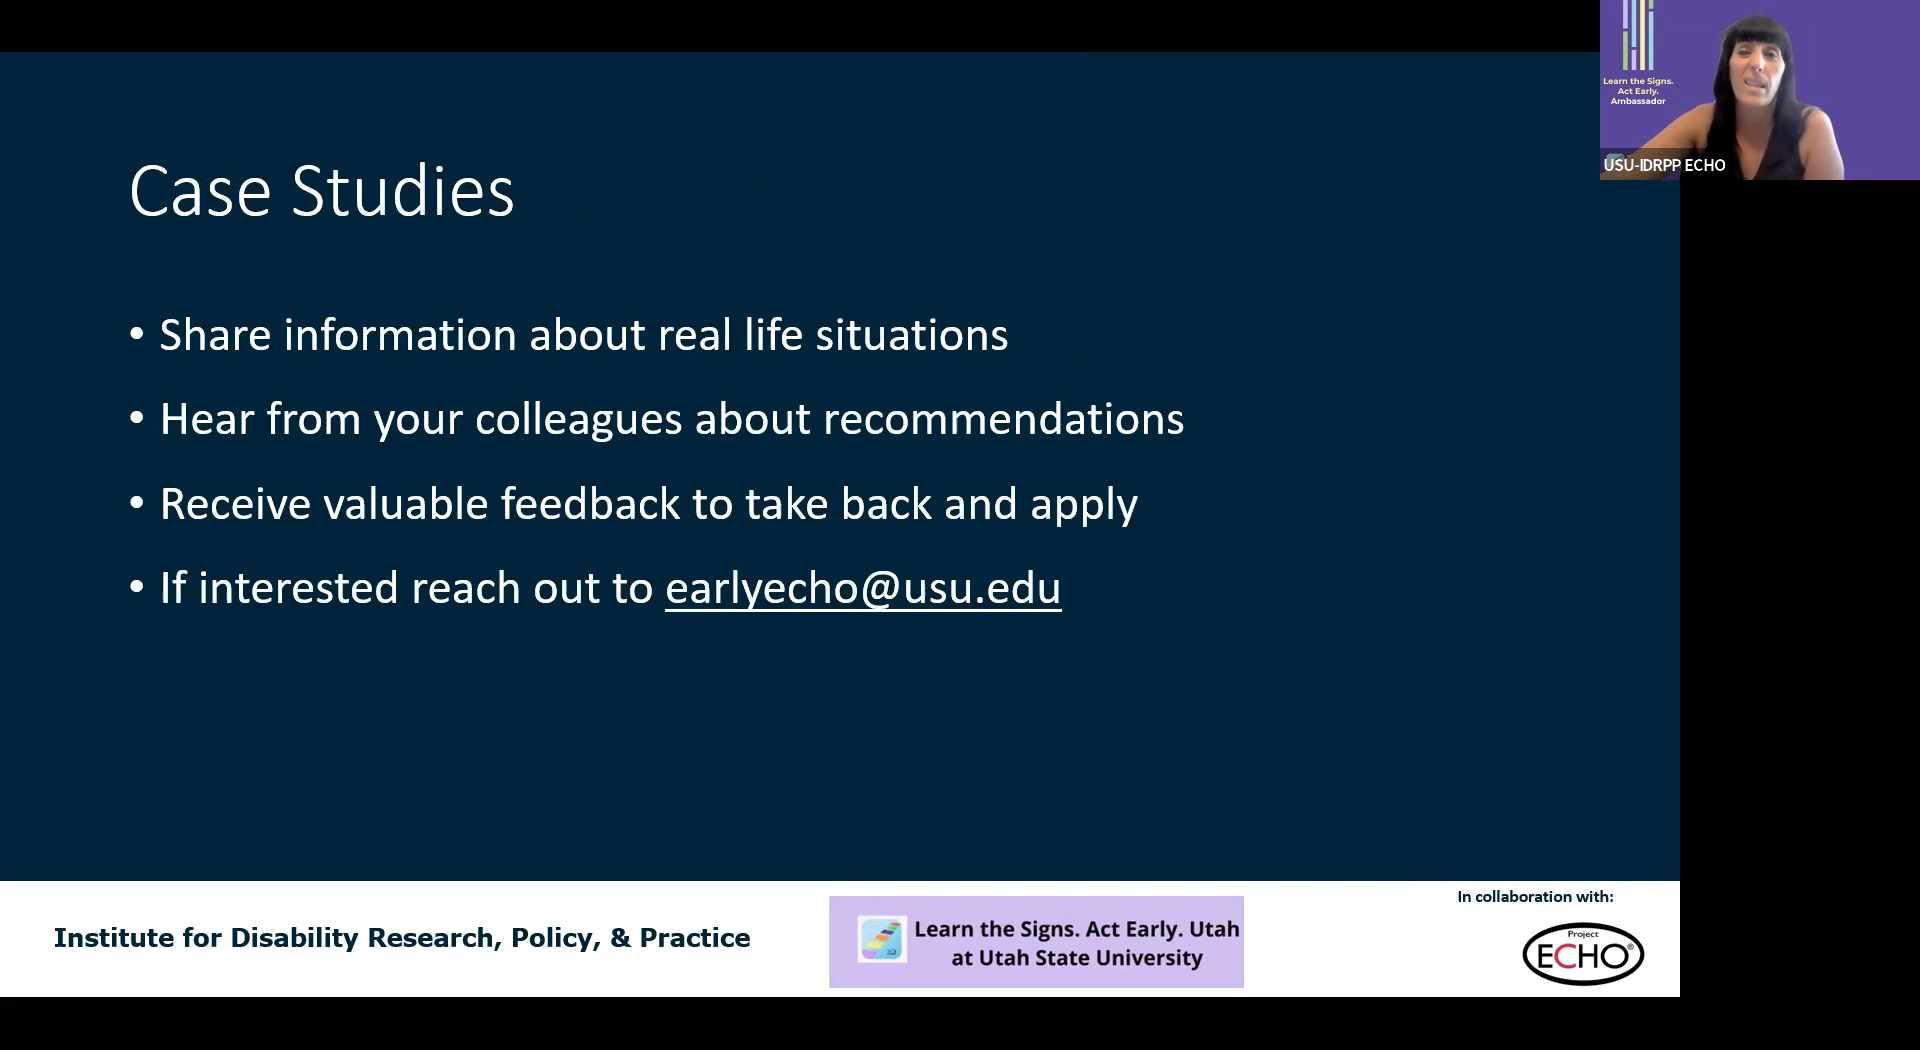 Learn the Signs.
Act Early.
Ambassador
USU-IDRPP ECHO
Case Studies
• Share information about real life situations
• Hear from your colleagues about recommendations
• Receive valuable feedback to take back and apply
• If interested reach out to earlyecho@usu.edu
In collaboration with:
Institute for Disability Research, Policy, & Practice
Learn the Signs. Act Early. Utah
at Utah State University
Project
ECHO®